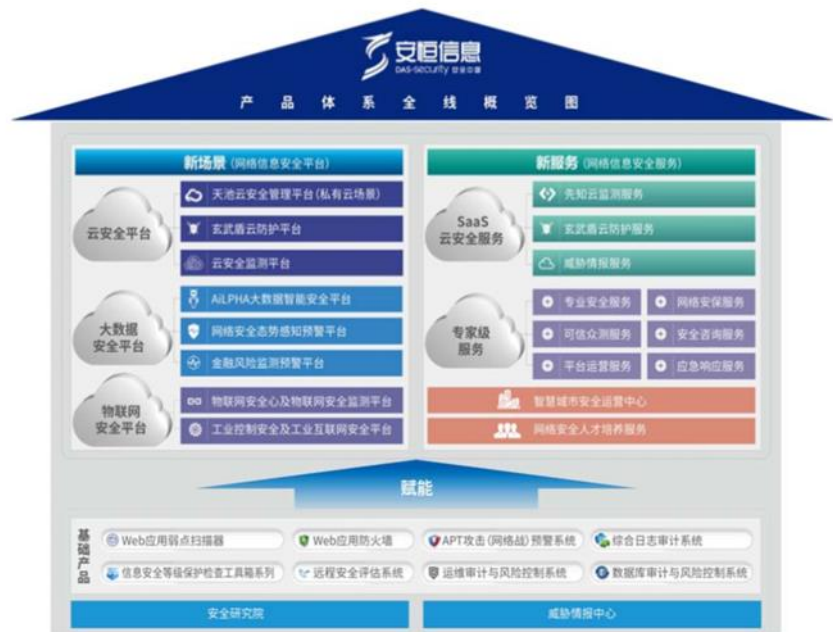 安恒信息
DAS-security 安全中国
产品体系全线概览图
新场景(网络信息安全平台)
云安全平台
天池云安全管理平台(私有云场景)
玄武盾云防护平台
云安全监测平台
大数据
安全平台
AiLPHA大数据智能安全平台
网络安全态势感知预警平台
金融风险监测预警平台
物联网
安全平台
物联网安全心及物联网安全监测平台
工业控制安全及工业互联网安全平台
新服务(网络信息安全服务)
SaaS
云安全服务
先知云监测服务
玄武盾云防护服务
威胁情报服务
专家级
服务
专业安全服务
网络安保服务
可信众测服务
安全咨询服务
平台运营服务
应急响应服务
智慧城市安全运营中心
网络安全人才培养服务
赋能
基础产品
Web应用弱点扫描器
Web应用防火墙
APT攻击(网络战)预警系统
综合日志审计系统
信息安全等级保护检查工具箱系列
远程安全评估系统
运维审计与风险控制系统
数据库审计与风险控制系统
安全研究院
威胁情报中心